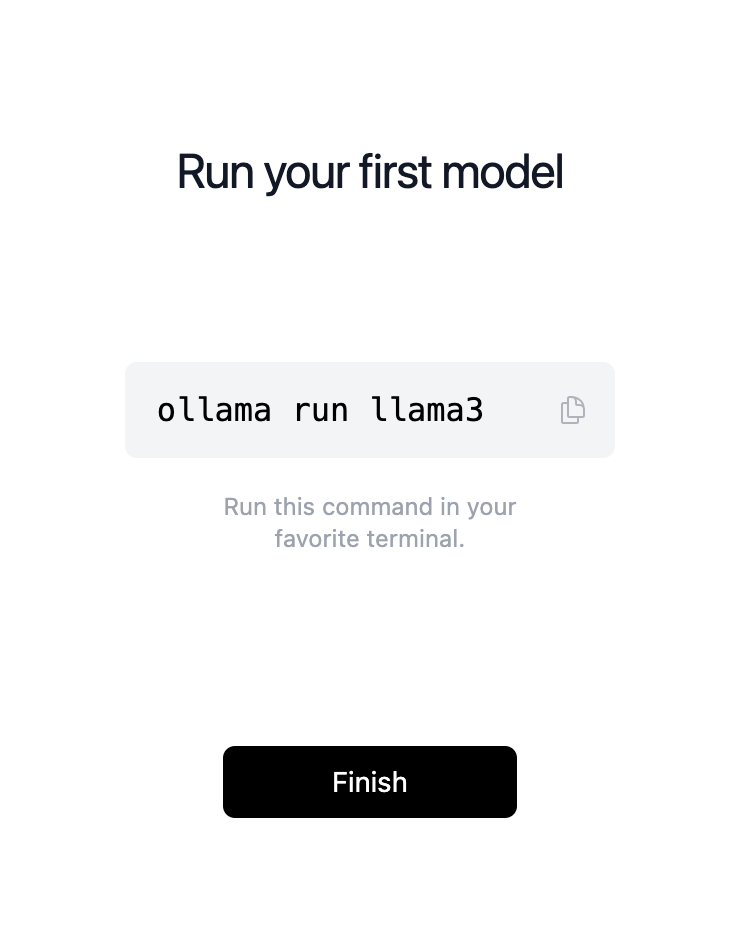 Run your first model
ollama run llama3
Run this command in your
favorite terminal.
Finish